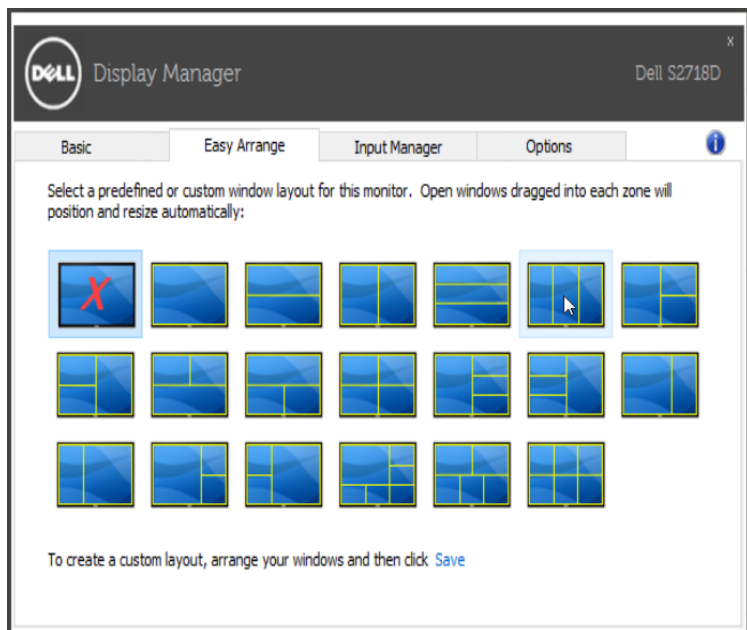 DELL
Display Manager
x
Dell S2718D
Basic
Easy Arrange
Input Manager
Options
i
Select a predefined or custom window layout for this monitor. Open windows dragged into each zone will
position and resize automatically:
X
To create a custom layout, arrange your windows and then click Save